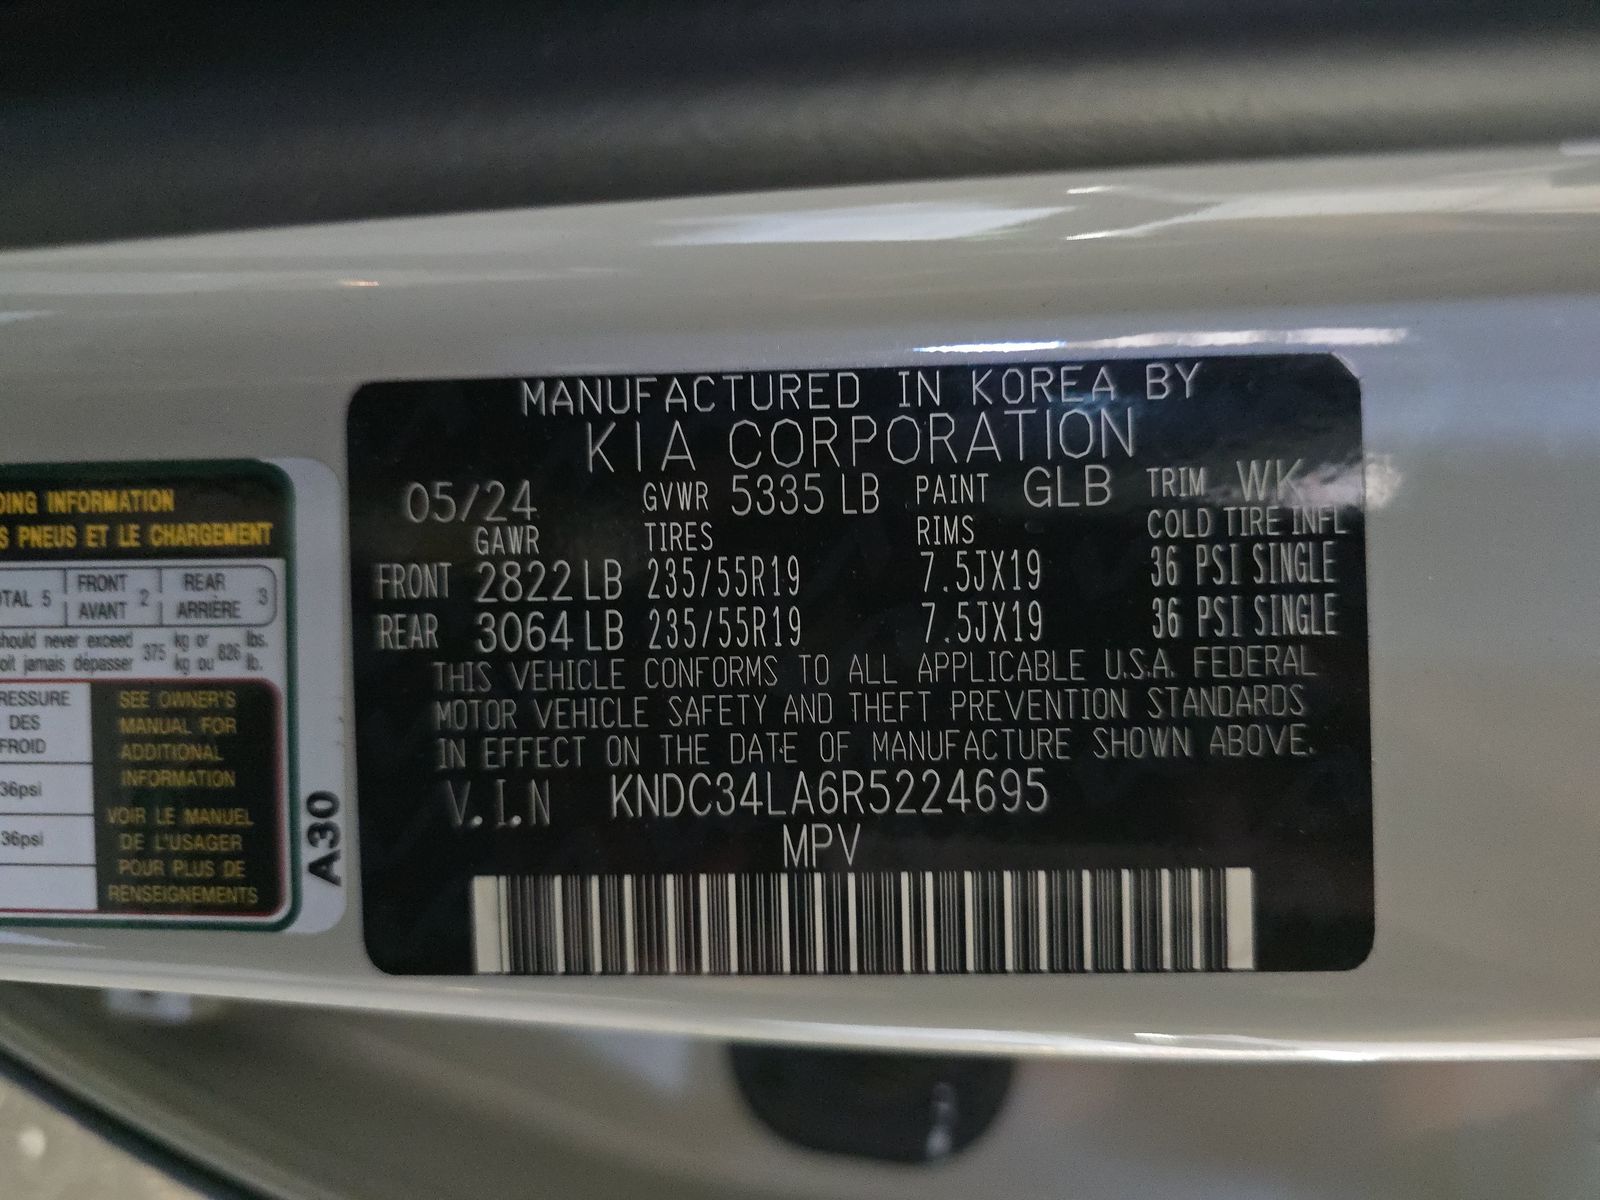 MANUFACTURED IN KOREA BY
KIA CORPORATION
05/24 GVWR 5335 LB PAINT GLB TRIM WK
GAWR TIRES RIMS COLD TIRE INFL
FRONT 2822 LB 235/55R19 7.5JX19 36 PSI SINGLE
REAR 3064 LB 235/55R19 7.5JX19 36 PSI SINGLE
THIS VEHICLE CONFORMS TO ALL APPLICABLE U.S.A. FEDERAL
MOTOR VEHICLE SAFETY AND THEFT PREVENTION STANDARDS
IN EFFECT ON THE DATE OF MANUFACTURE SHOWN ABOVE.
V.I.N KNDC34LA6R5224695
MPV
DING INFORMATION
S PNEUS ET LE CHARGEMENT
OTAL 5 FRONT AVANT 2 REAR ARRIÈRE 3
should never exceed 375 kg or 826 lbs.
oit jamais dépasser kg ou lb.
RESSURE
DES
FROID
36psi
36psi
SEE OWNER'S
MANUAL FOR
ADDITIONAL
INFORMATION
VOIR LE MANUEL
DE L'USAGER
POUR PLUS DE
RENSEIGNEMENTS
A30